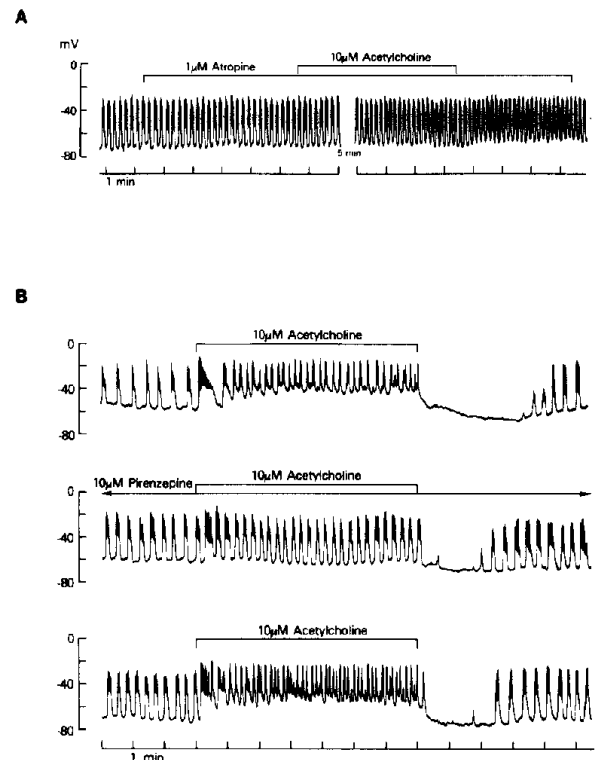 A
mV
10μM Acetylcholine
1μM Atropine
0
-40
-80
5 min
1 min
B
10μM Acetylcholine
0
-40
-80
10μM Pirenzepine
10μM Acetylcholine
0
-40
-80
10μM Acetylcholine
0
-40
-80
1 min